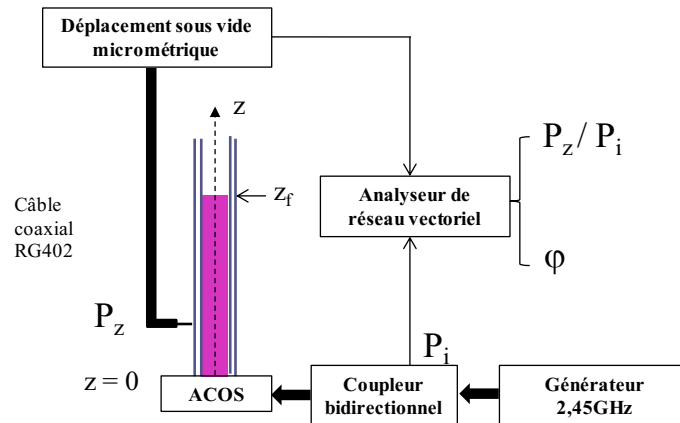 Déplacement sous vide
micrométrique
z
P_z / P_i
Analyseur de
réseau vectoriel
z_f
Câble
coaxial
RG402
φ
P_z
P_i
z = 0
ACOS
Coupleur
bidirectionnel
Générateur
2,45GHz